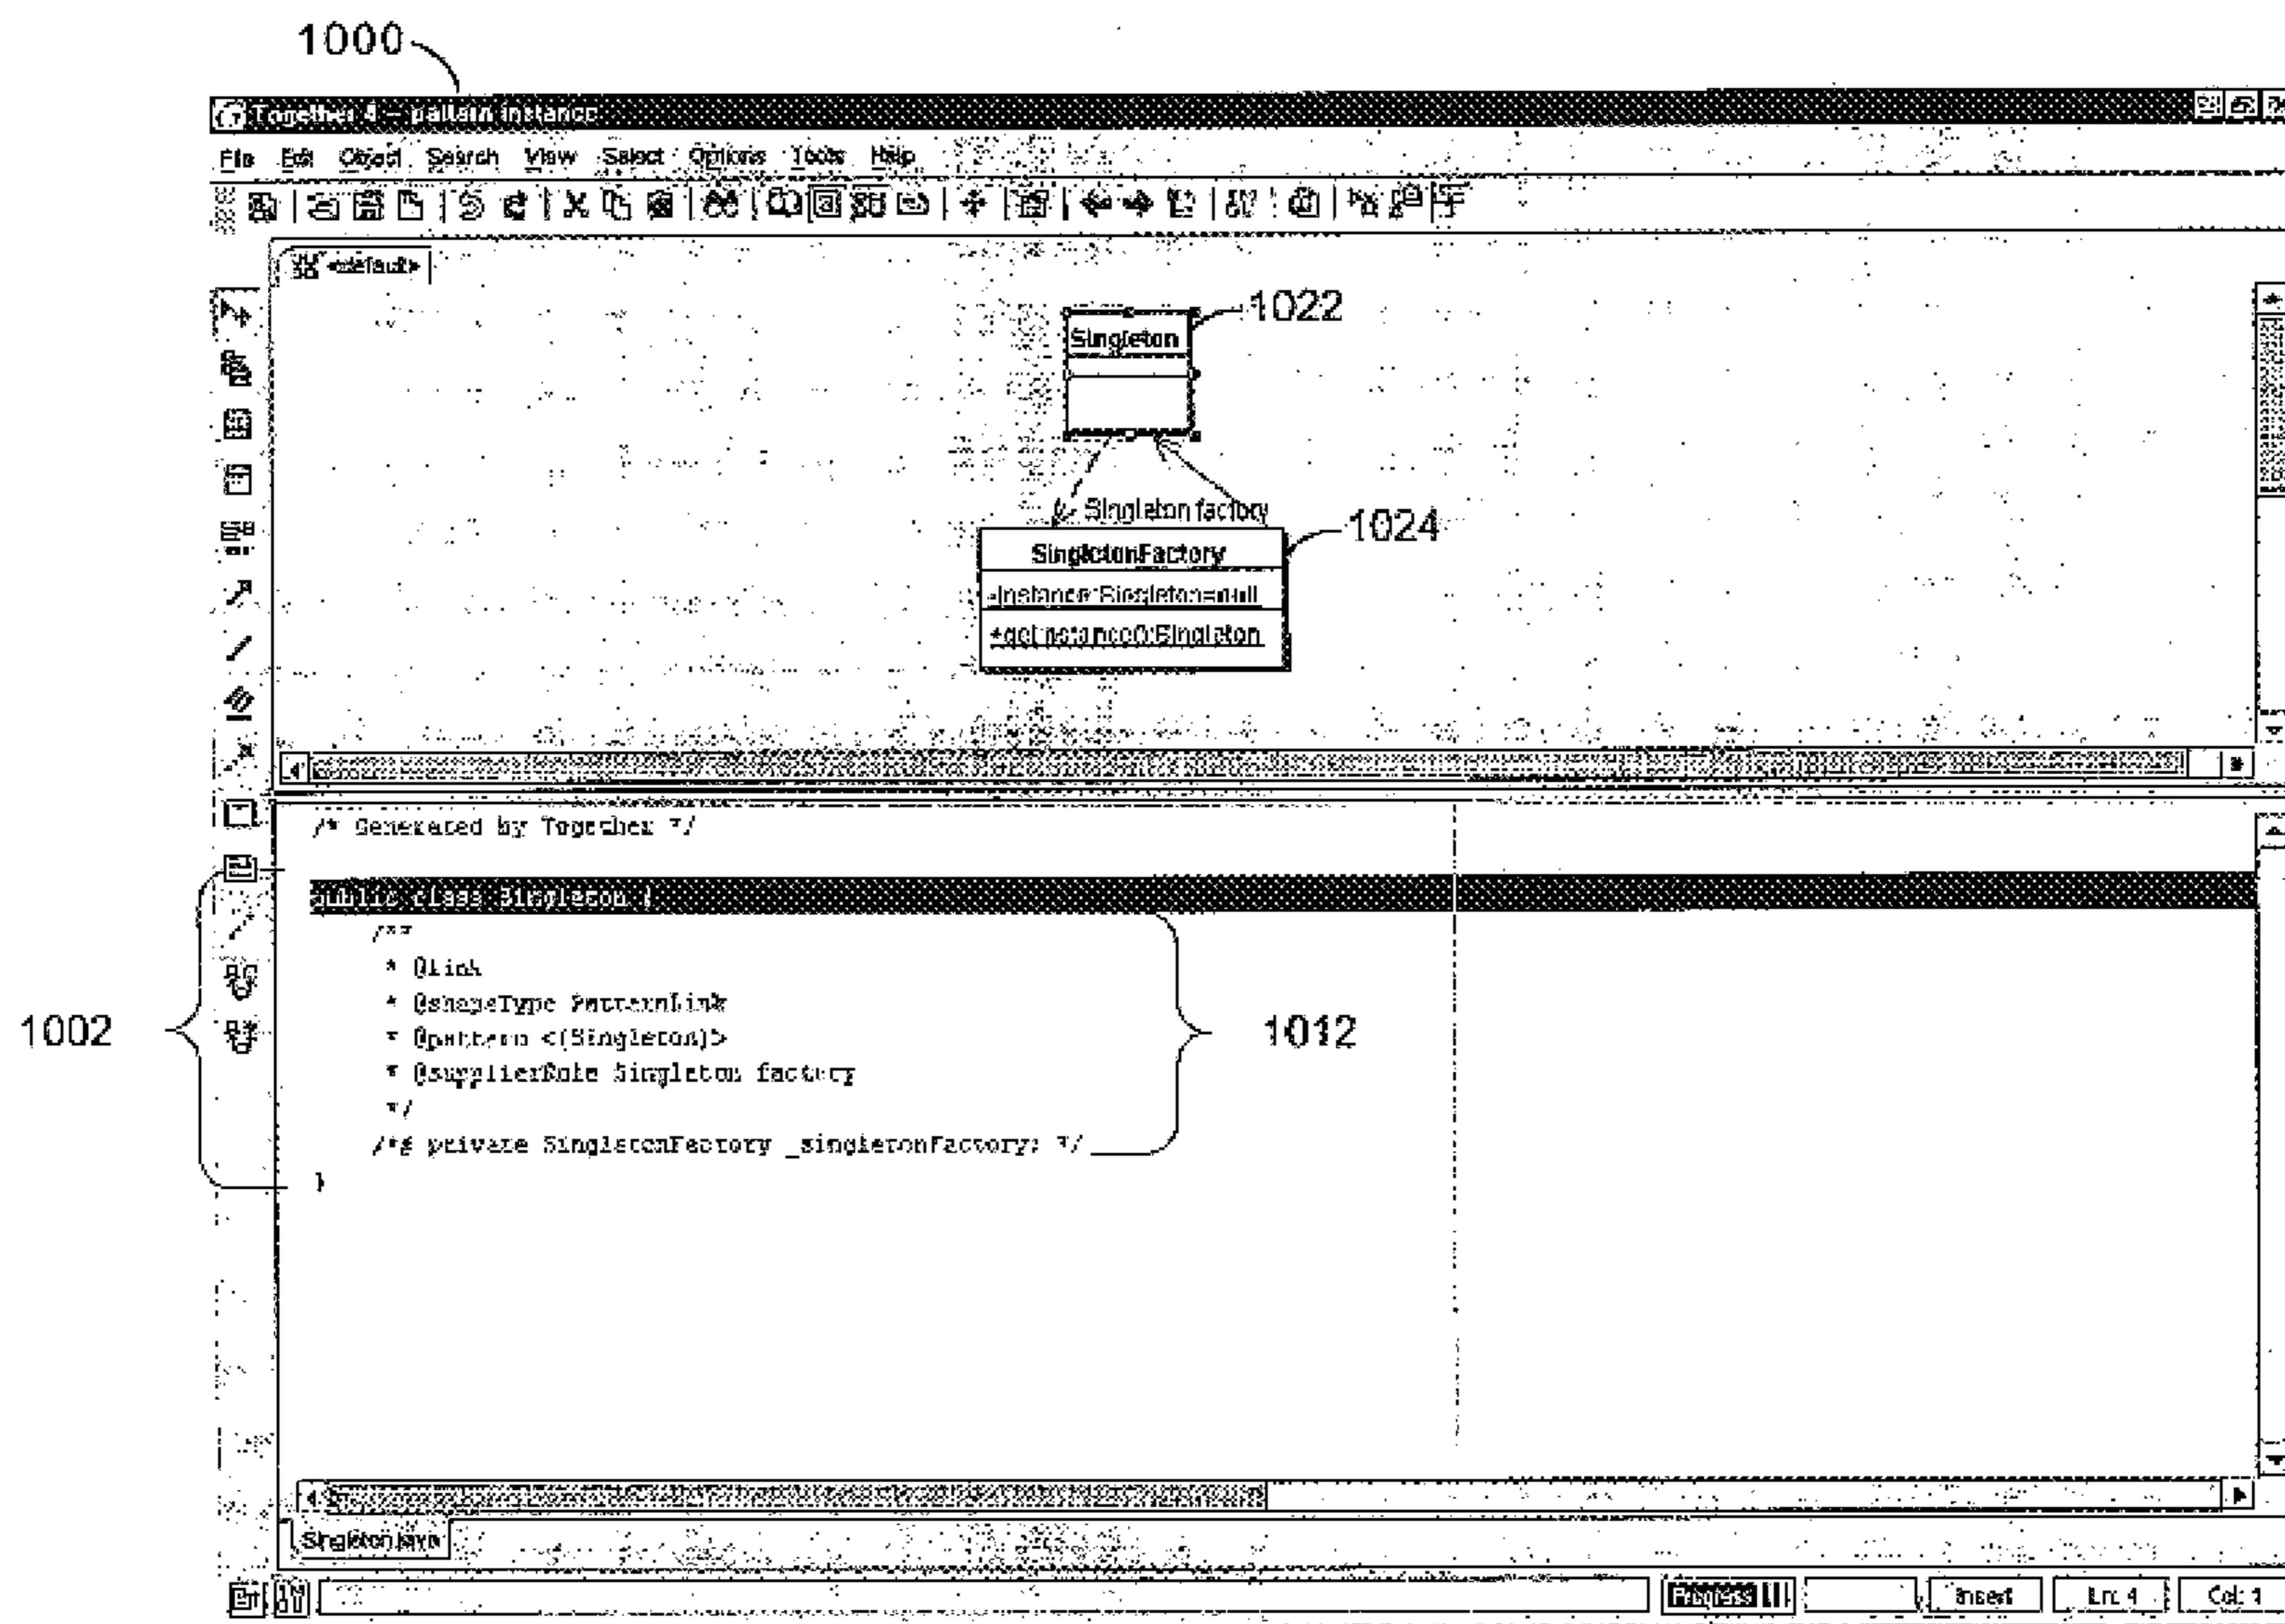 1000
Together 4 – pattern instance
File Edit Object Search View Select Options Tools Help
<default>
1022
Singleton
Singleton factory
1024
SingletonFactory
-instance:Singleton=null
+getInstance():Singleton
/* Generated by Together */
public class Singleton {
/**
* @link
* @shapeType PatternLink
* @pattern <{Singleton}>
* @supplierRole Singleton factory
*/
/*# private SingletonFactory _singletonFactory; */
}
1002
1012
Singleton.java
Progress Insert Ln: 4 Col: 1